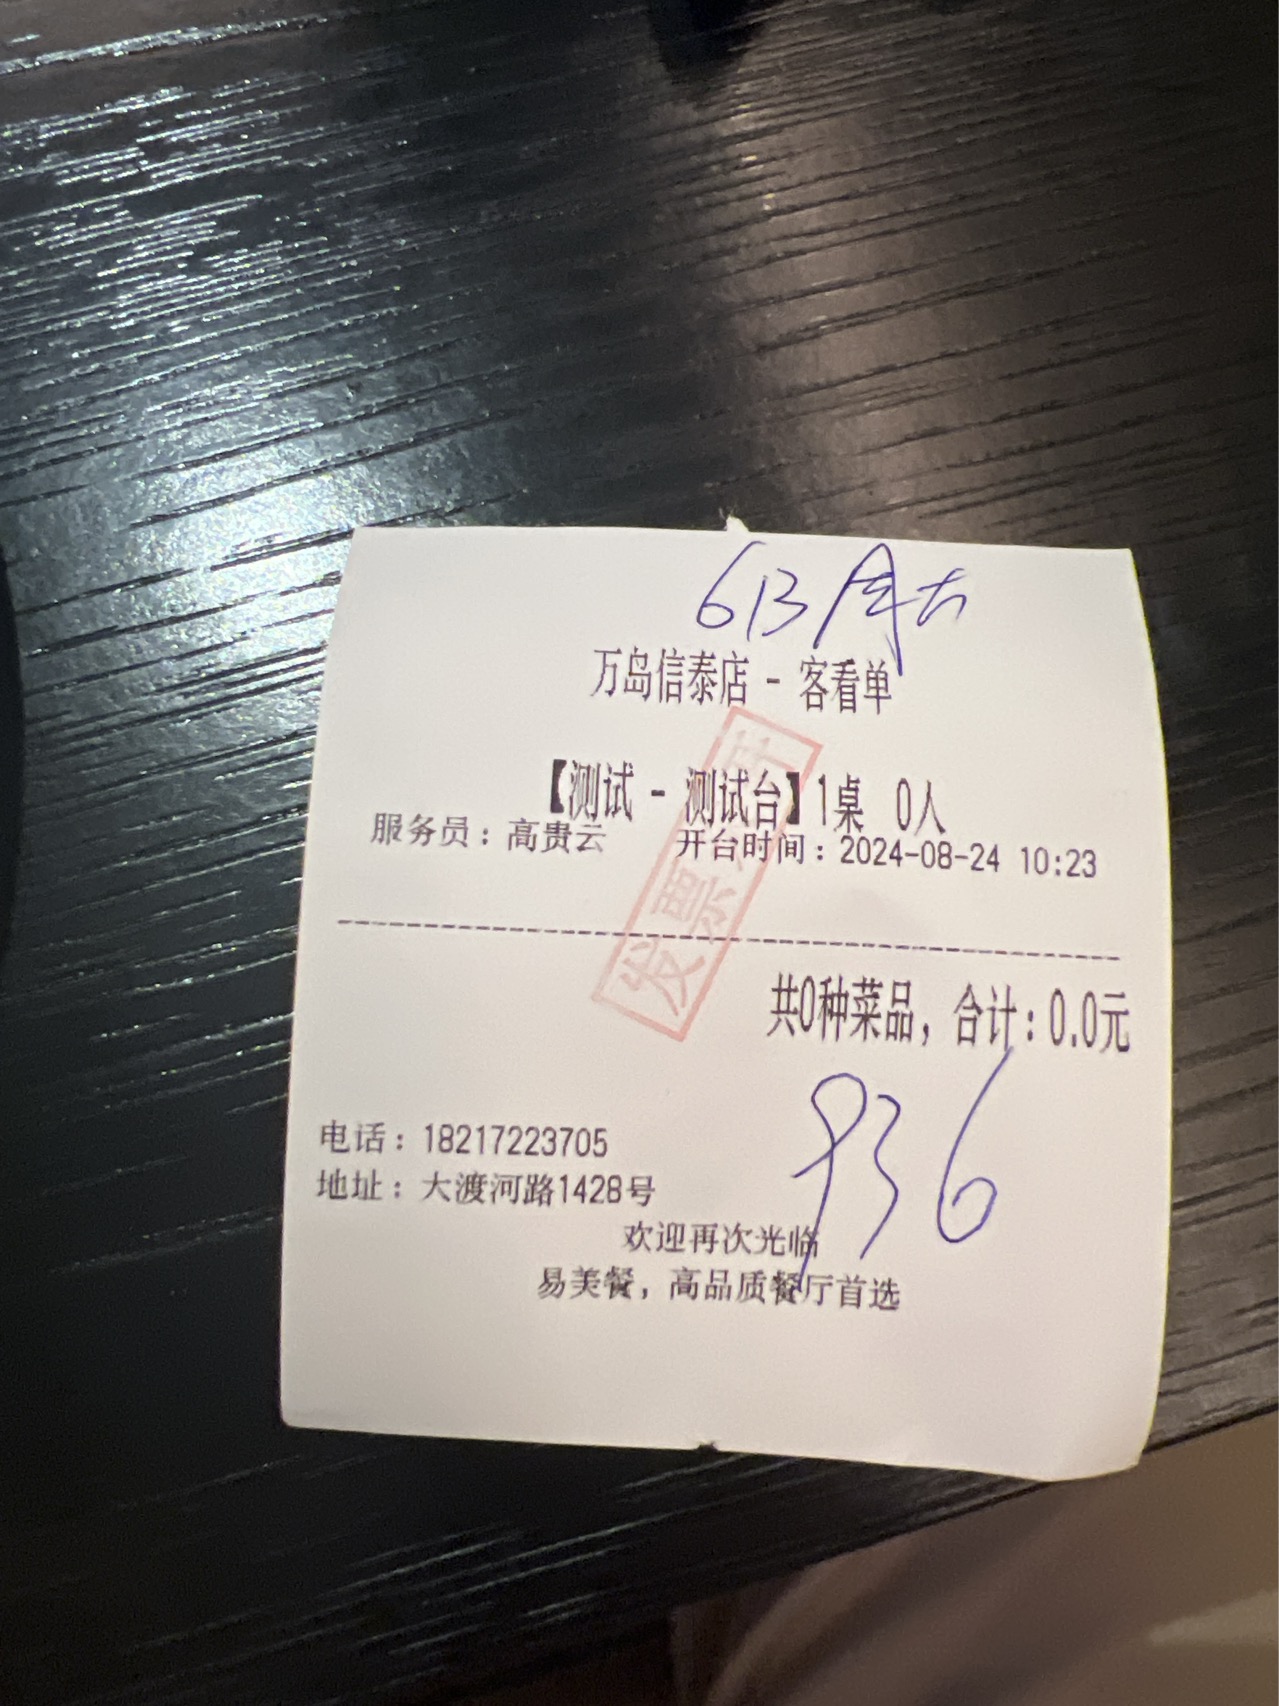 613
万岛信泰店 - 客看单
【测试 - 测试台】1桌 0人
服务员：高贵云 开台时间：2024-08-24 10:23
发票
共0种菜品，合计：0.0元
936
电话：18217223705
地址：大渡河路1428号
欢迎再次光临
易美餐，高品质餐厅首选